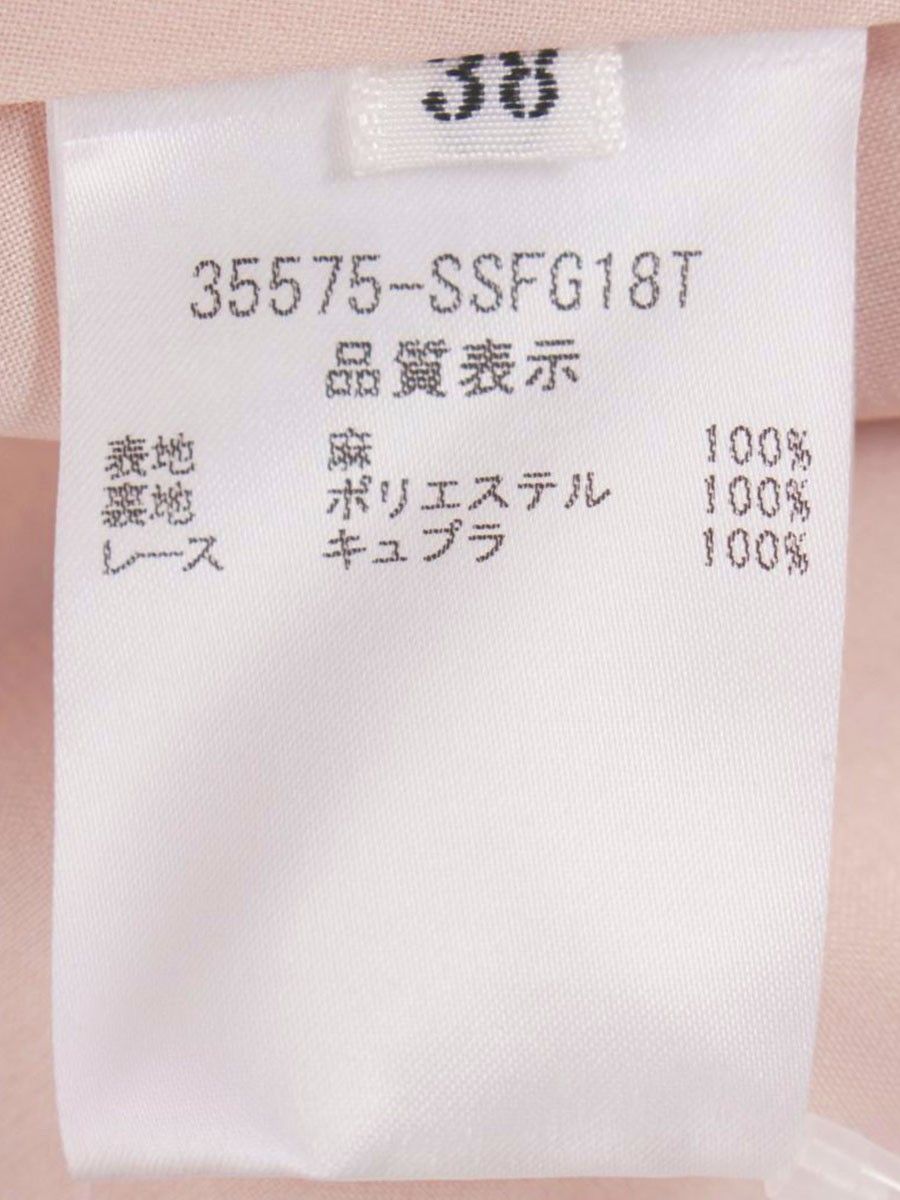 38
35575-SSFG18T
品質表示
表地 麻 100%
裏地 ポリエステル 100%
レース キュプラ 100%